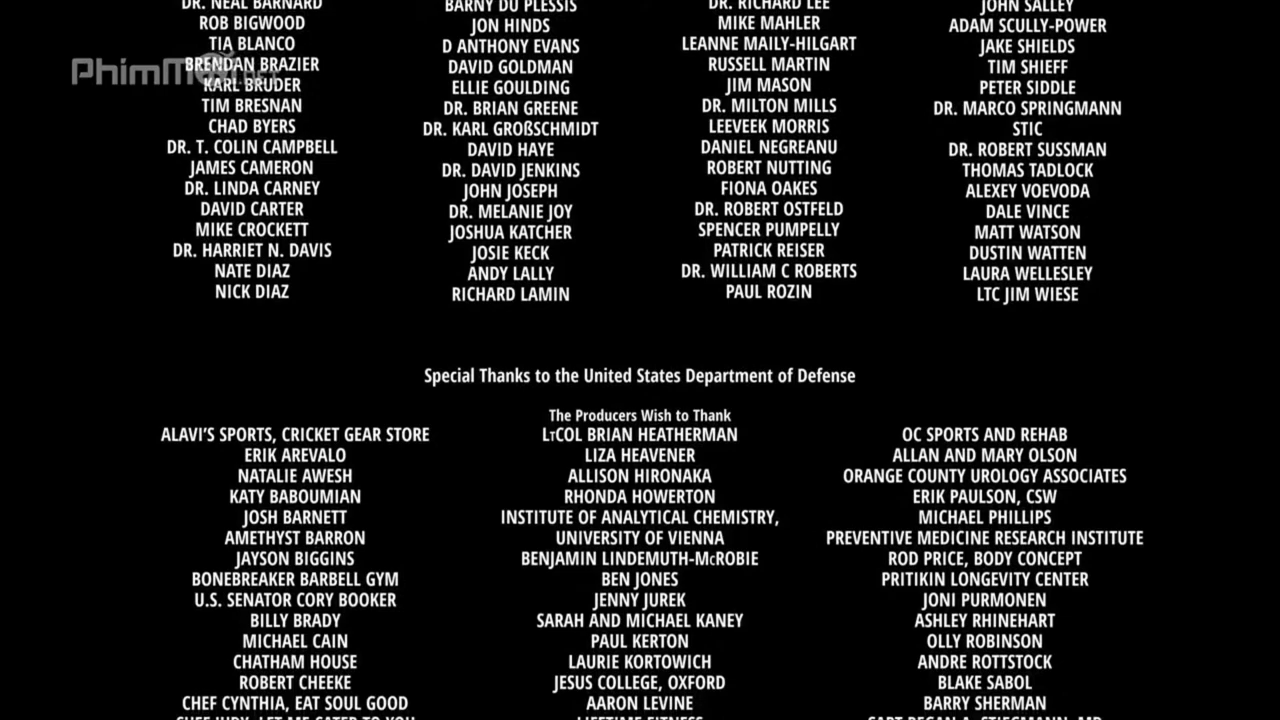 DR. NEAL BARNARD
ROB BIGWOOD
TIA BLANCO
BRENDAN BRAZIER
KARL BRUDER
TIM BRESNAN
CHAD BYERS
DR. T. COLIN CAMPBELL
JAMES CAMERON
DR. LINDA CARNEY
DAVID CARTER
MIKE CROCKETT
DR. HARRIET N. DAVIS
NATE DIAZ
NICK DIAZ
BARNY DU PLESSIS
JON HINDS
D ANTHONY EVANS
DAVID GOLDMAN
ELLIE GOULDING
DR. BRIAN GREENE
DR. KARL GROßSCHMIDT
DAVID HAYE
DR. DAVID JENKINS
JOHN JOSEPH
DR. MELANIE JOY
JOSHUA KATCHER
JOSIE KECK
ANDY LALLY
RICHARD LAMIN
DR. RICHARD LEE
MIKE MAHLER
LEANNE MAILY-HILGART
RUSSELL MARTIN
JIM MASON
DR. MILTON MILLS
LEEVEEK MORRIS
DANIEL NEGREANU
ROBERT NUTTING
FIONA OAKES
DR. ROBERT OSTFELD
SPENCER PUMPELLY
PATRICK REISER
DR. WILLIAM C ROBERTS
PAUL ROZIN
JOHN SALLEY
ADAM SCULLY-POWER
JAKE SHIELDS
TIM SHIEFF
PETER SIDDLE
DR. MARCO SPRINGMANN
STIC
DR. ROBERT SUSSMAN
THOMAS TADLOCK
ALEXEY VOEVODA
DALE VINCE
MATT WATSON
DUSTIN WATTEN
LAURA WELLESLEY
LTC JIM WIESE
PhimMoi.net
Special Thanks to the United States Department of Defense
The Producers Wish to Thank
ALAVI'S SPORTS, CRICKET GEAR STORE
ERIK AREVALO
NATALIE AWESH
KATY BABOUMIAN
JOSH BARNETT
AMETHYST BARRON
JAYSON BIGGINS
BONEBREAKER BARBELL GYM
U.S. SENATOR CORY BOOKER
BILLY BRADY
MICHAEL CAIN
CHATHAM HOUSE
ROBERT CHEEKE
CHEF CYNTHIA, EAT SOUL GOOD
CHEF JUDY, LET ME CATER TO YOU
LTCOL BRIAN HEATHERMAN
LIZA HEAVENER
ALLISON HIRONAKA
RHONDA HOWERTON
INSTITUTE OF ANALYTICAL CHEMISTRY,
UNIVERSITY OF VIENNA
BENJAMIN LINDEMUTH-MCROBIE
BEN JONES
JENNY JUREK
SARAH AND MICHAEL KANEY
PAUL KERTON
LAURIE KORTOWICH
JESUS COLLEGE, OXFORD
AARON LEVINE
LIFETIME FITNESS
OC SPORTS AND REHAB
ALLAN AND MARY OLSON
ORANGE COUNTY UROLOGY ASSOCIATES
ERIK PAULSON, CSW
MICHAEL PHILLIPS
PREVENTIVE MEDICINE RESEARCH INSTITUTE
ROD PRICE, BODY CONCEPT
PRITIKIN LONGEVITY CENTER
JONI PURMONEN
ASHLEY RHINEHART
OLLY ROBINSON
ANDRE ROTTSTOCK
BLAKE SABOL
BARRY SHERMAN